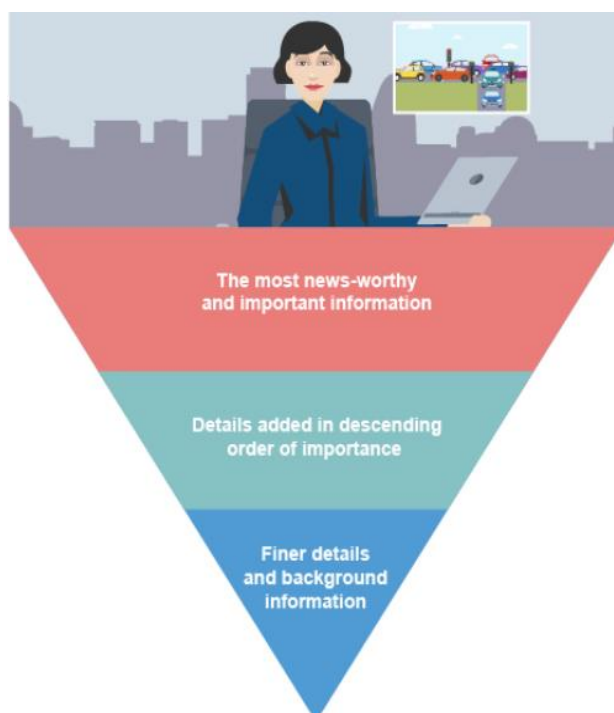 The most news-worthy
and important information
Details added in descending
order of importance
Finer details
and background
information